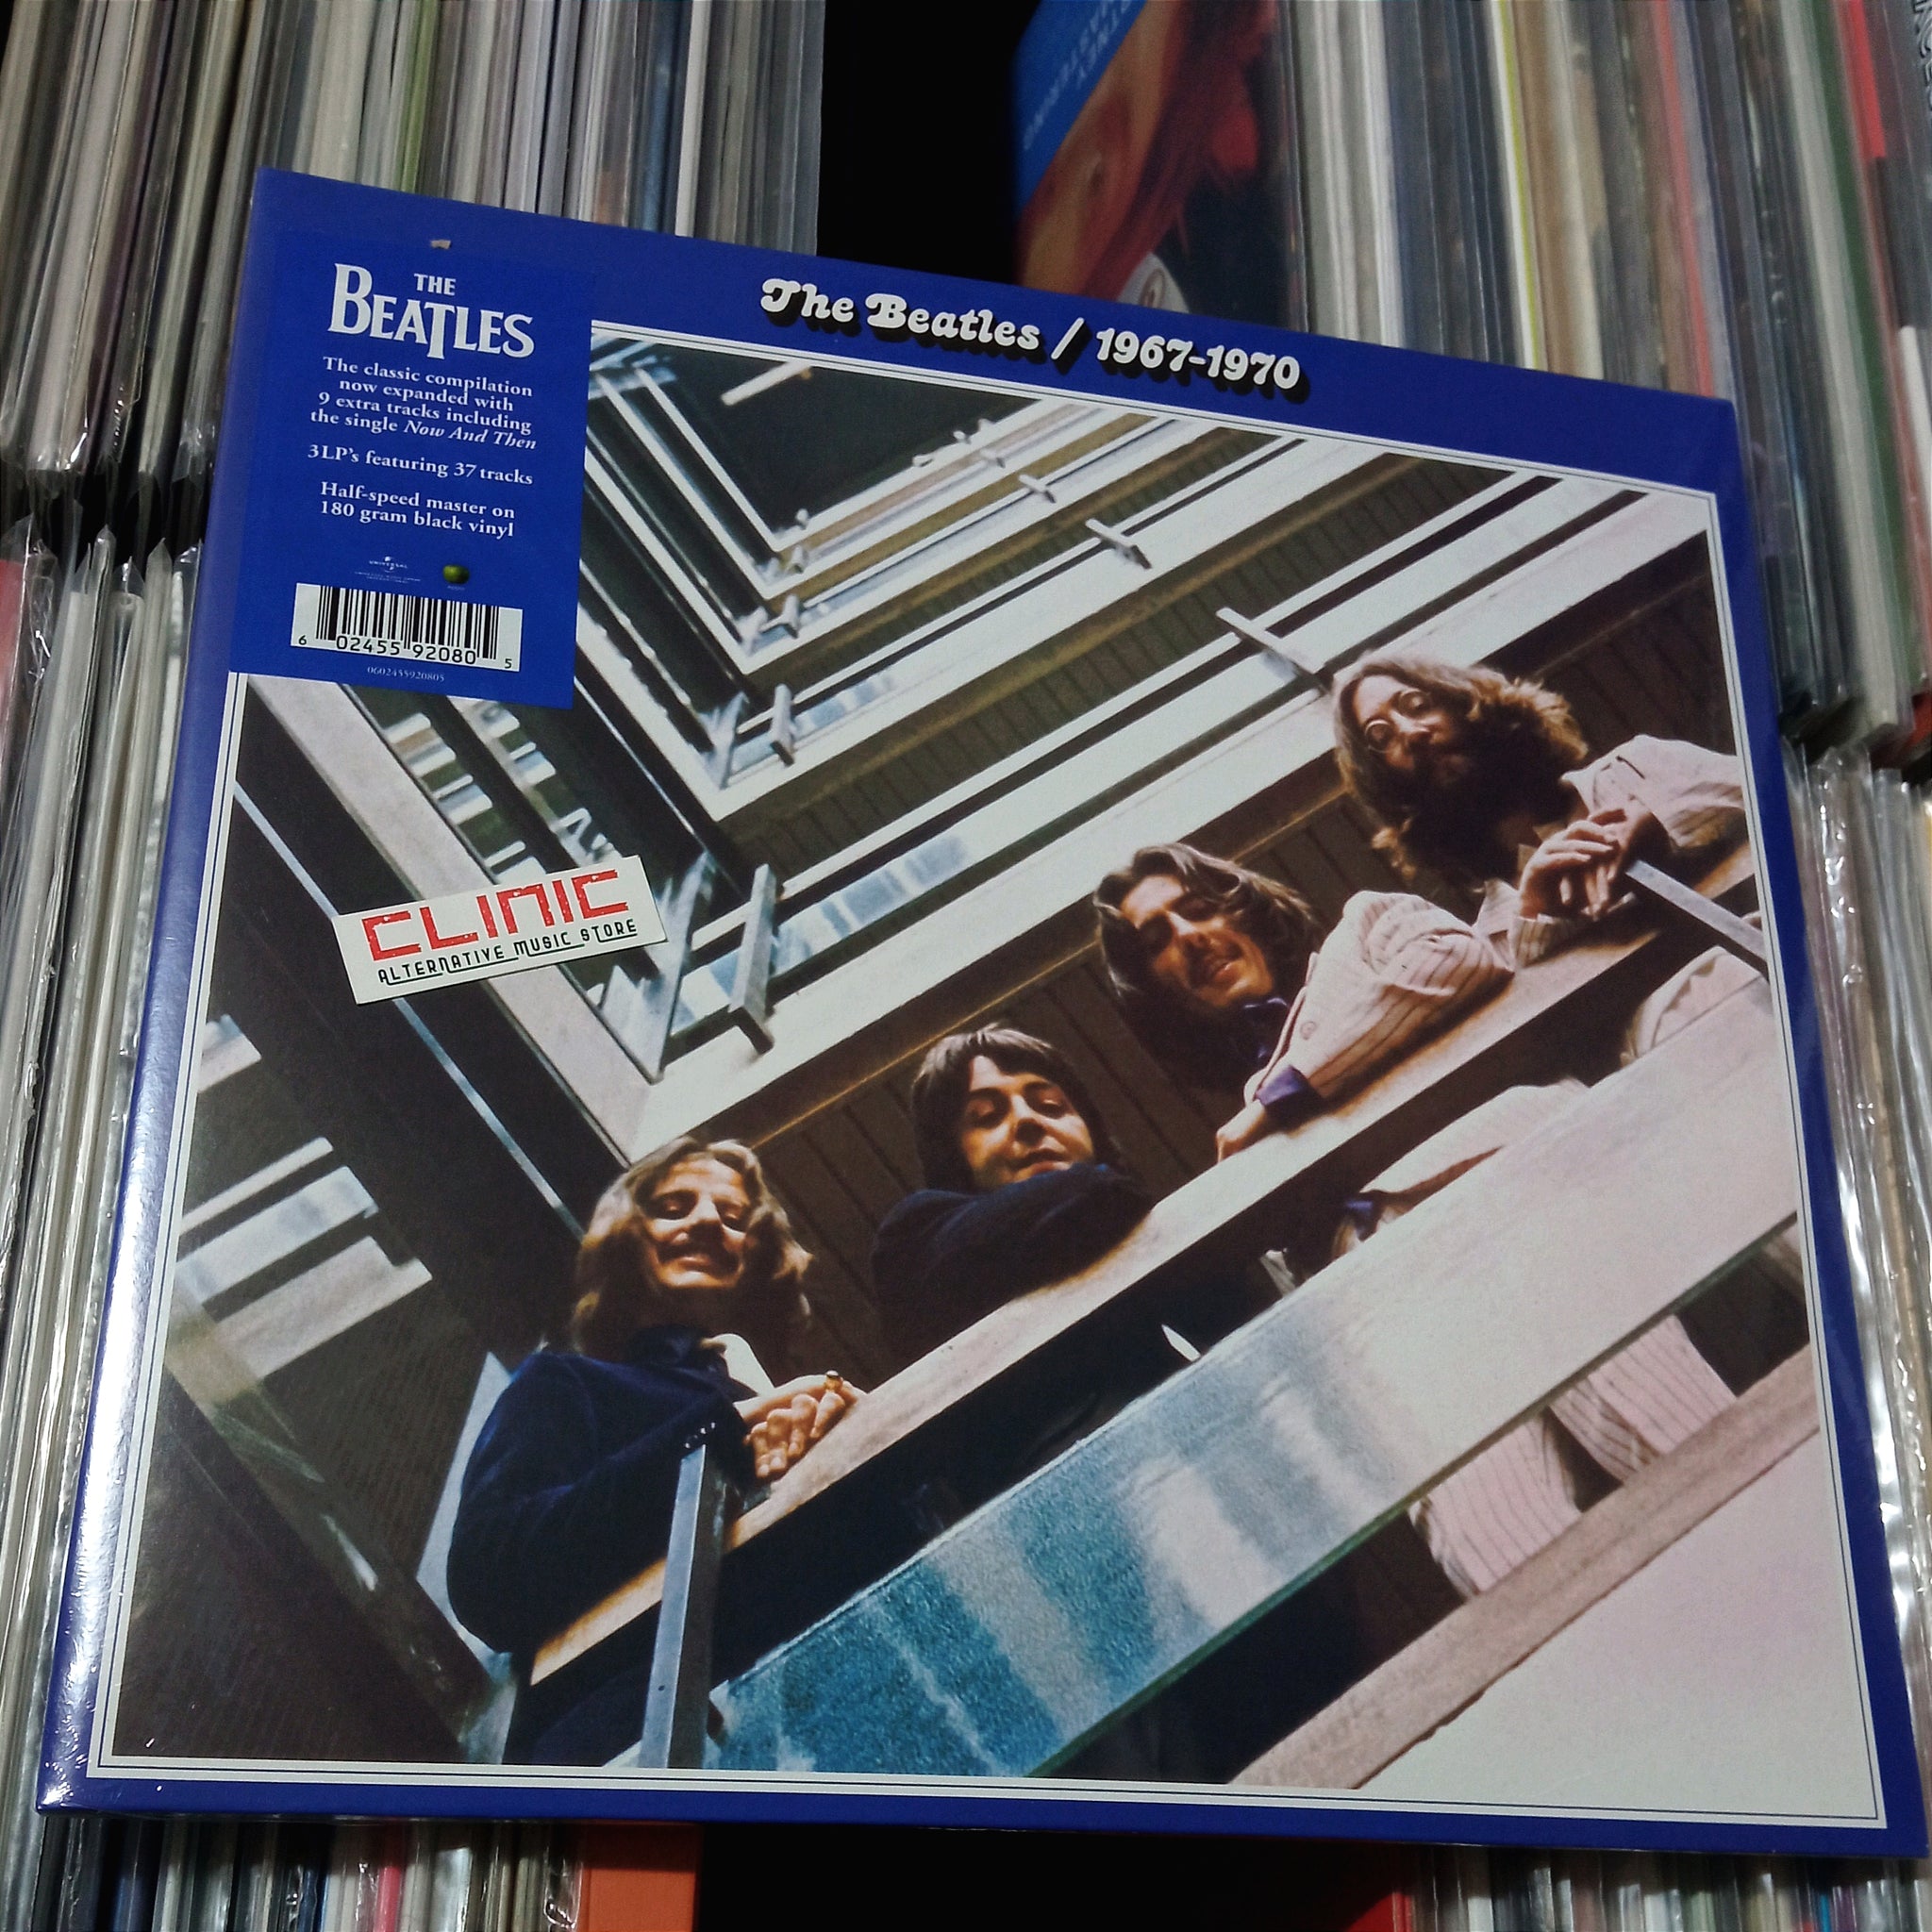 The Beatles / 1967-1970
THE
BEATLES
The classic compilation
now expanded with
9 extra tracks including
the single Now And Then
3LP's featuring 37 tracks
Half-speed master on
180 gram black vinyl
UNIVERSAL
6 02455 92080 5
0602455920805
CLINIC
ALTERNATIVE MUSIC STORE